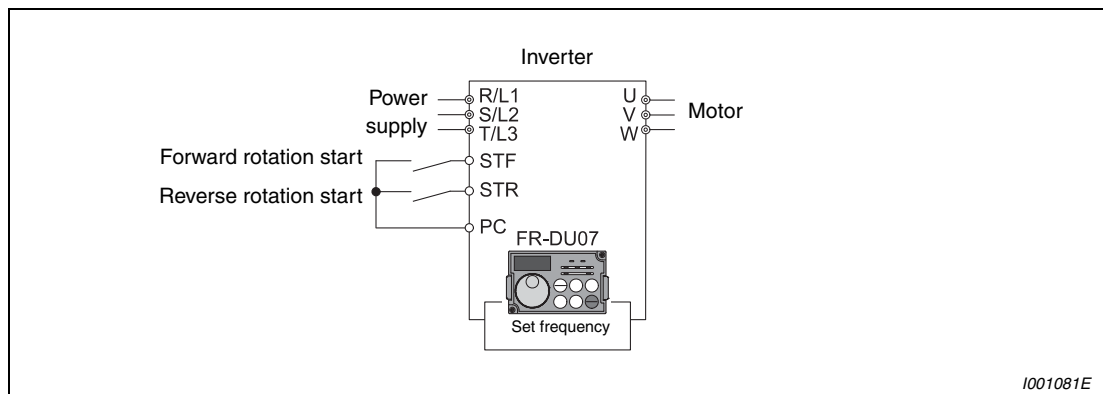 Inverter
Power supply
R/L1
S/L2
T/L3
U
V
W
Motor
Forward rotation start
STF
Reverse rotation start
STR
PC
FR-DU07
Set frequency
I001081E